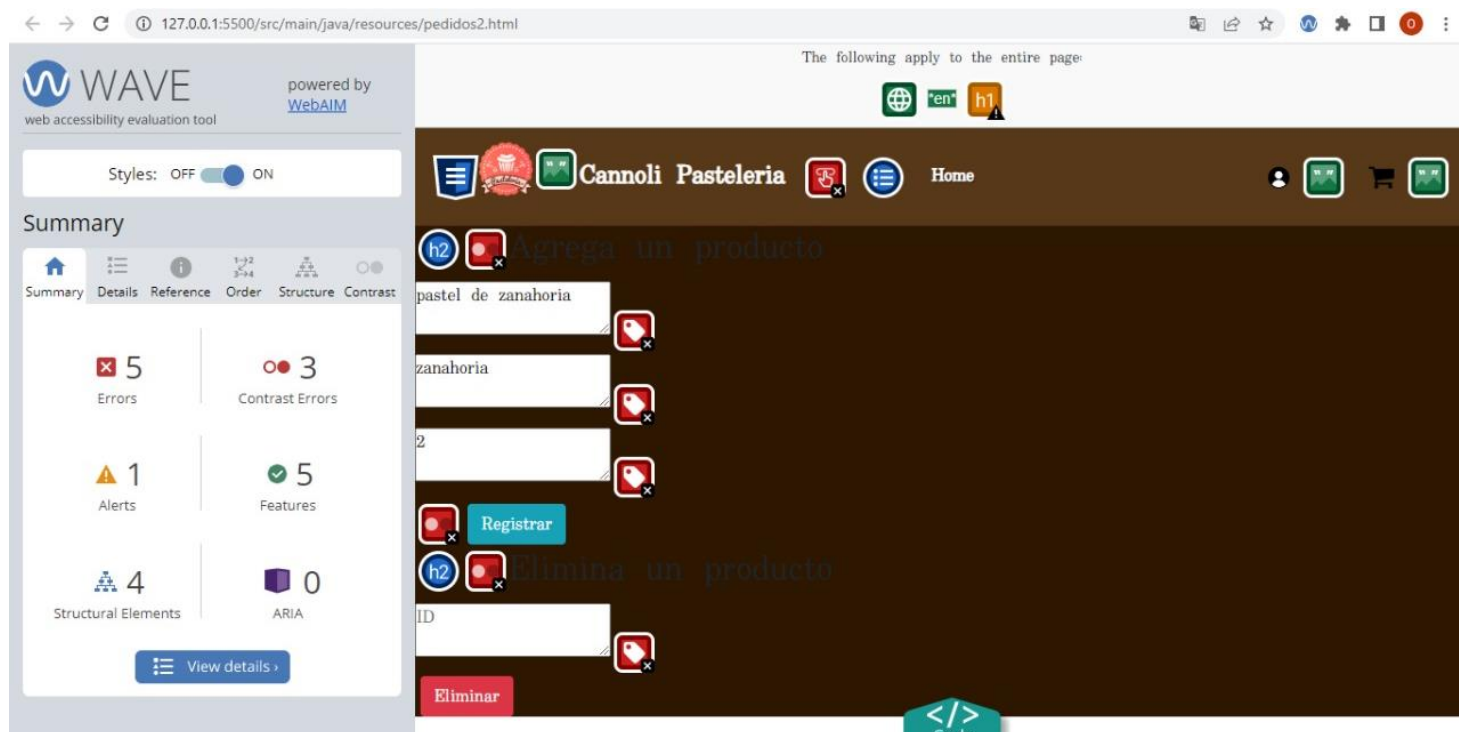 127.0.0.1:5500/src/main/java/resources/pedidos2.html
O
WAVE
web accessibility evaluation tool
powered by
WebAIM
Styles: OFF ON
Summary
Summary Details Reference Order Structure Contrast
5
Errors
3
Contrast Errors
1
Alerts
5
Features
4
Structural Elements
0
ARIA
View details ›
The following apply to the entire page:
*en* h1
Cannoli Pasteleria
Home
h2 Agrega un producto
pastel de zanahoria
zanahoria
2
Registrar
h2 Elimina un producto
ID
Eliminar
</>